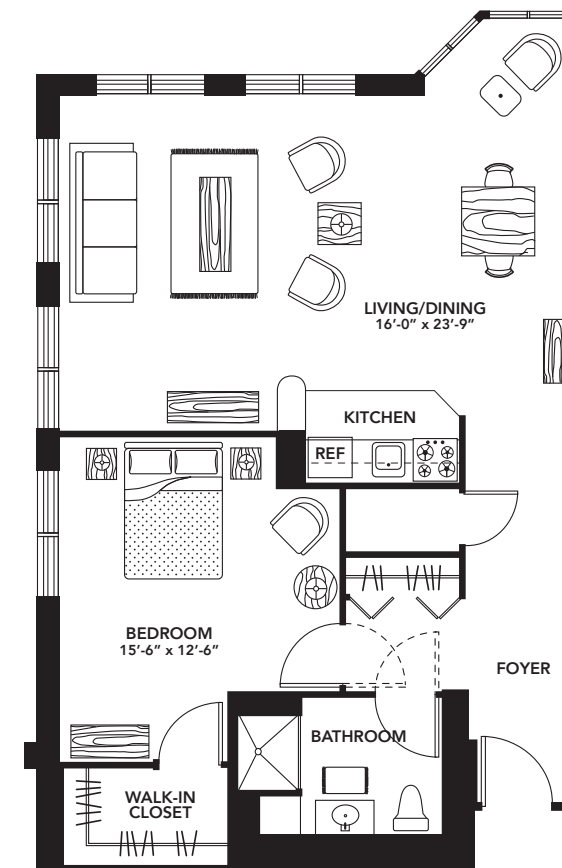 LIVING/DINING
16’-0” x 23’-9”
KITCHEN
REF
BEDROOM
15’-6” x 12’-6”
FOYER
BATHROOM
WALK-IN
CLOSET